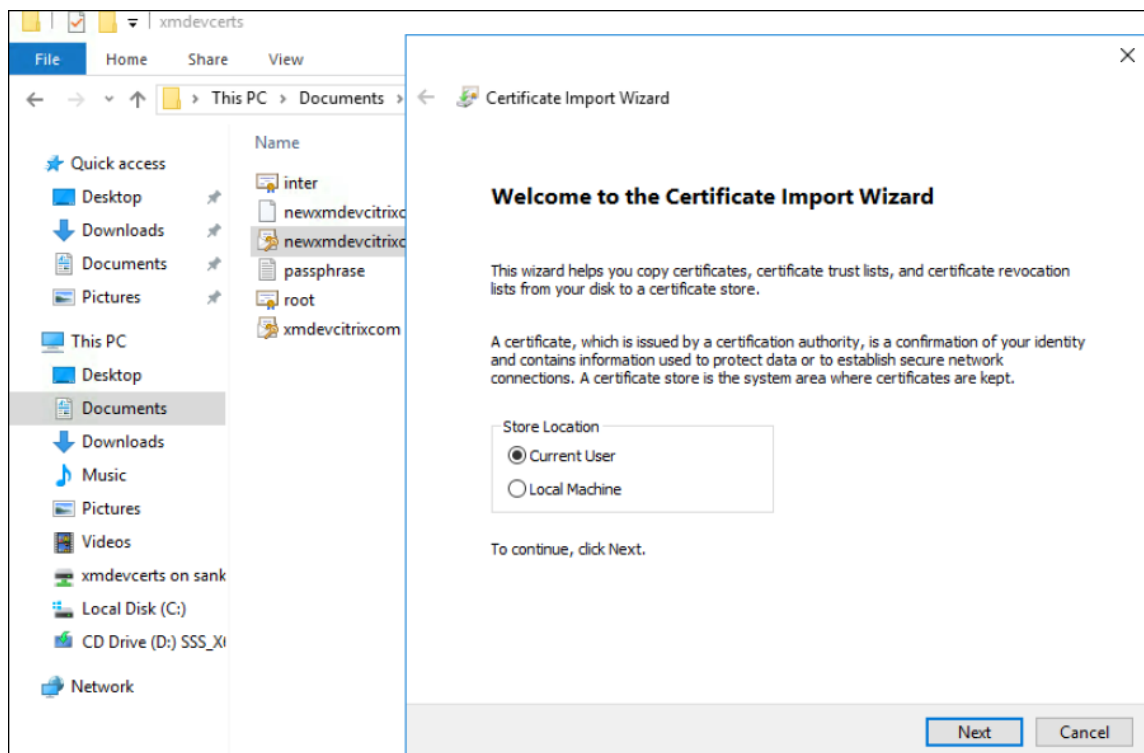 xmdevcerts
File Home Share View
This PC > Documents >
Name
Quick access
Desktop
Downloads
Documents
Pictures
This PC
Desktop
Documents
Downloads
Music
Pictures
Videos
xmdevcerts on sank
Local Disk (C:)
CD Drive (D:) SSS_X6
Network
inter
newxmdevcitrixc
newxmdevcitrixc
passphrase
root
xmdevcitrixcom
Certificate Import Wizard
Welcome to the Certificate Import Wizard
This wizard helps you copy certificates, certificate trust lists, and certificate revocation
lists from your disk to a certificate store.
A certificate, which is issued by a certification authority, is a confirmation of your identity
and contains information used to protect data or to establish secure network
connections. A certificate store is the system area where certificates are kept.
Store Location
Current User
Local Machine
To continue, click Next.
Next Cancel